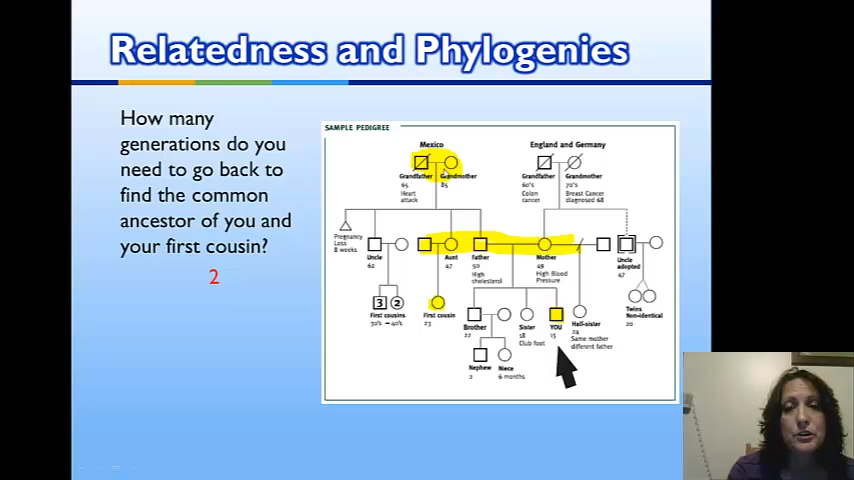 Relatedness and Phylogenies
How many
generations do you
need to go back to
find the common
ancestor of you and
your first cousin?
2
SAMPLE PEDIGREE
Mexico
England and Germany
Grandfather
65
Heart
attack
Grandmother
85
Grandfather
60's
Colon
cancer
Grandmother
70's
Breast Cancer
diagnosed 68
Pregnancy
Loss
8 weeks
Uncle
62
Aunt
47
Father
50
High
cholesterol
Mother
49
High Blood
Pressure
Uncle
adopted
47
3 2
First cousins
30's - 40's
First cousin
23
Brother
22
Sister
18
Club foot
YOU
15
Half-sister
24
Same mother
different father
Twins
Non-identical
20
Nephew
2
Niece
6 months